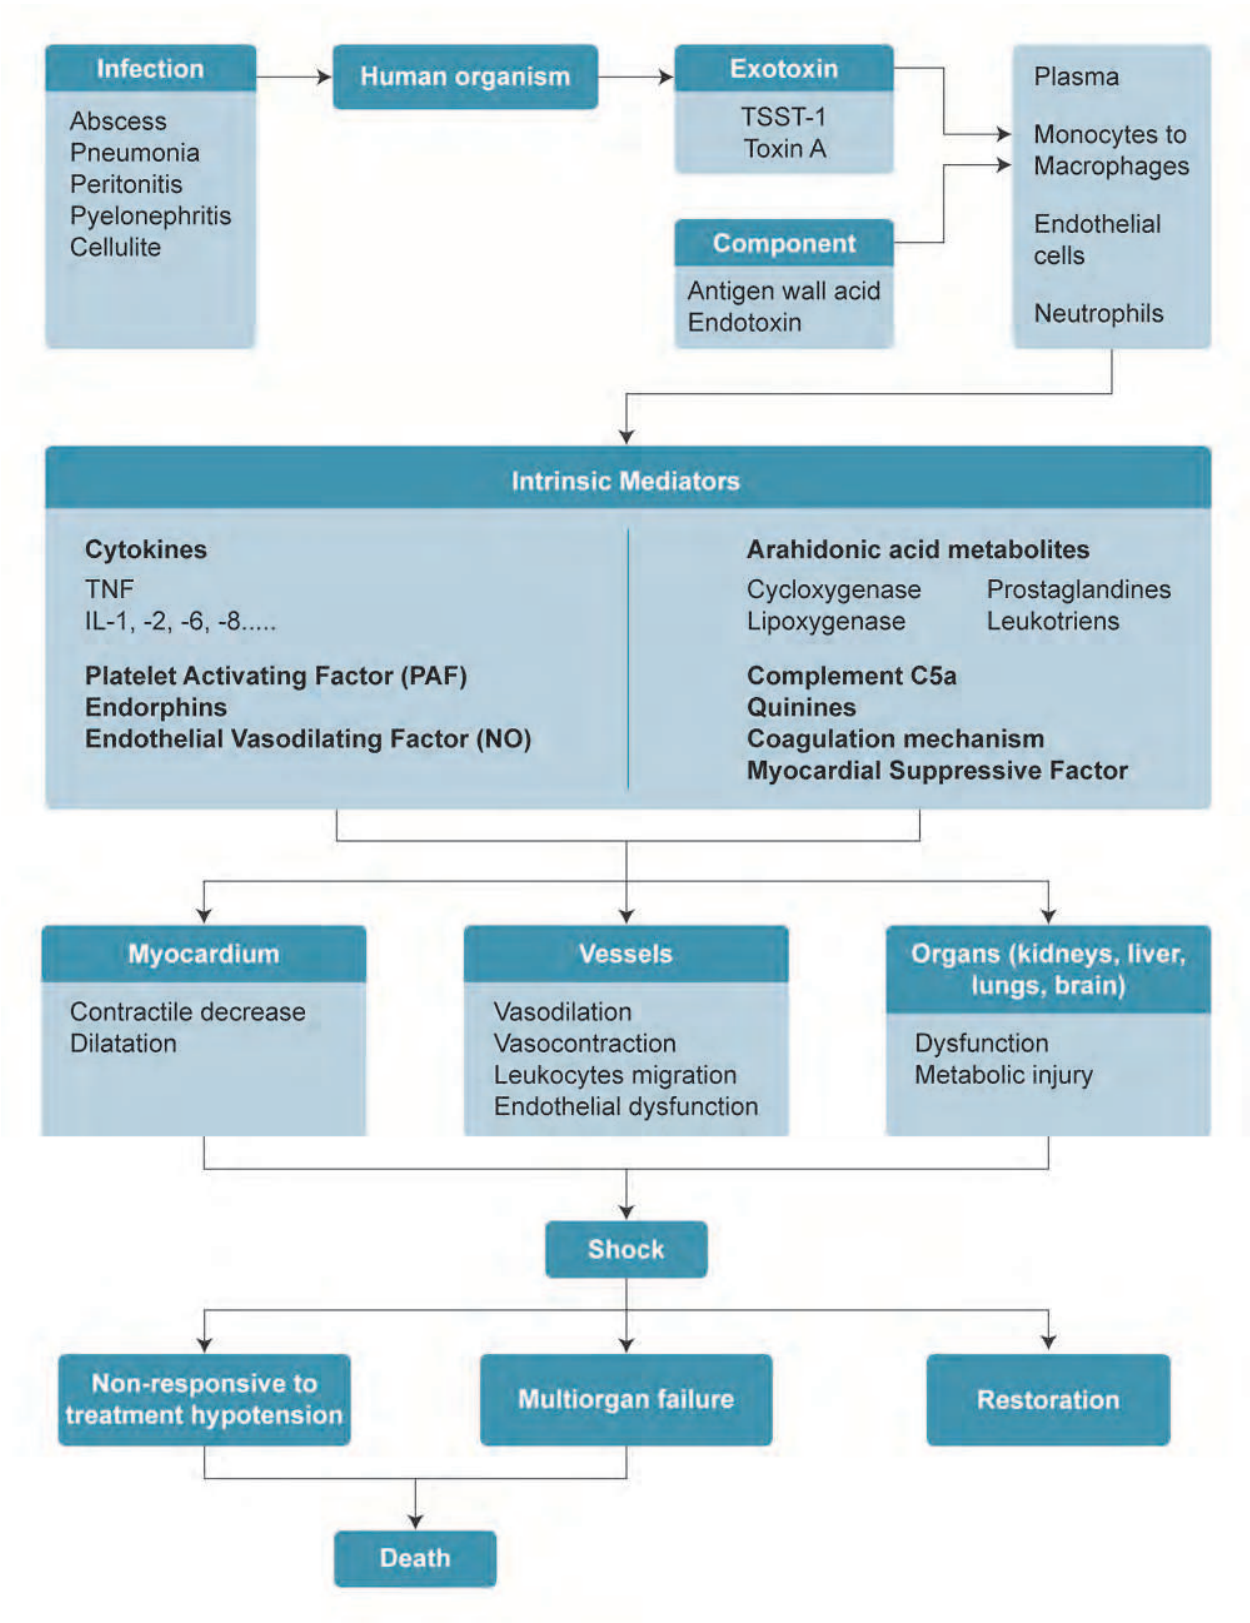 Infection
Abscess
Pneumonia
Peritonitis
Pyelonephritis
Cellulite
Human organism
Exotoxin
TSST-1
Toxin A
Component
Antigen wall acid
Endotoxin
Plasma
Monocytes to
Macrophages
Endothelial
cells
Neutrophils
Intrinsic Mediators
Cytokines
TNF
IL-1, -2, -6, -8.....
Platelet Activating Factor (PAF)
Endorphins
Endothelial Vasodilating Factor (NO)
Arahidonic acid metabolites
Cycloxygenase Prostaglandines
Lipoxygenase Leukotriens
Complement C5a
Quinines
Coagulation mechanism
Myocardial Suppressive Factor
Myocardium
Contractile decrease
Dilatation
Vessels
Vasodilation
Vasocontraction
Leukocytes migration
Endothelial dysfunction
Organs (kidneys, liver,
lungs, brain)
Dysfunction
Metabolic injury
Shock
Non-responsive to
treatment hypotension
Multiorgan failure
Restoration
Death